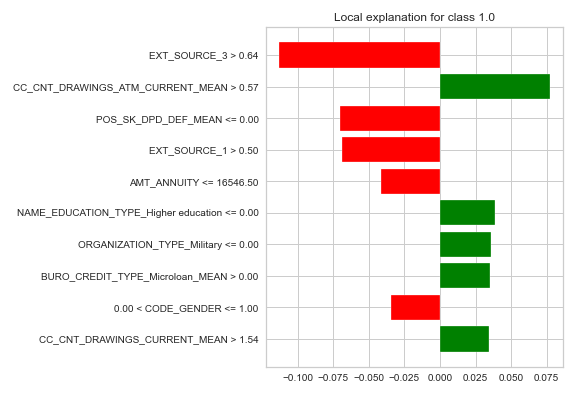 Local explanation for class 1.0
EXT_SOURCE_3 > 0.64
CC_CNT_DRAWINGS_ATM_CURRENT_MEAN > 0.57
POS_SK_DPD_DEF_MEAN <= 0.00
EXT_SOURCE_1 > 0.50
AMT_ANNUITY <= 16546.50
NAME_EDUCATION_TYPE_Higher education <= 0.00
ORGANIZATION_TYPE_Military <= 0.00
BURO_CREDIT_TYPE_Microloan_MEAN > 0.00
0.00 < CODE_GENDER <= 1.00
CC_CNT_DRAWINGS_CURRENT_MEAN > 1.54
−0.100 −0.075 −0.050 −0.025 0.000 0.025 0.050 0.075